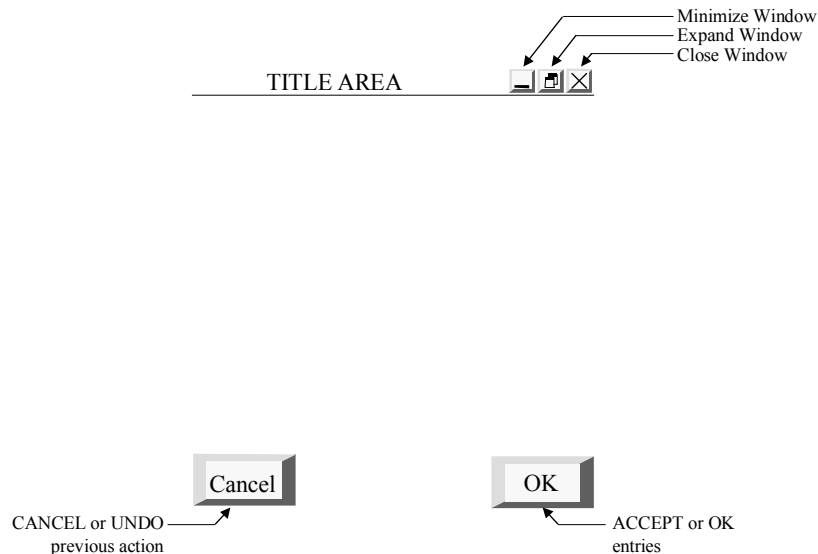 Minimize Window
Expand Window
Close Window
TITLE AREA
Cancel
OK
CANCEL or UNDO
previous action
ACCEPT or OK
entries